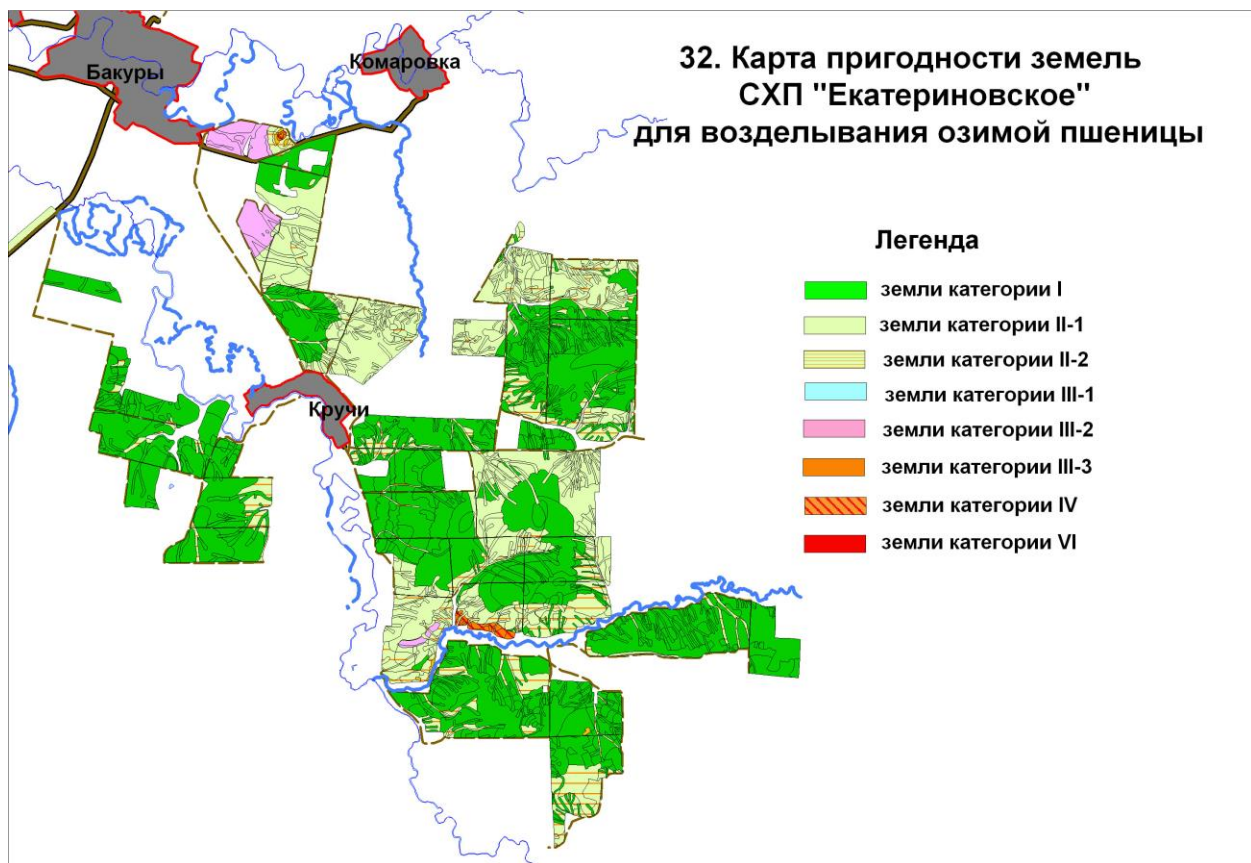 32. Карта пригодности земель
СХП "Екатериновское"
для возделывания озимой пшеницы
Бакуры
Комаровка
Кручи
Легенда
земли категории I
земли категории II-1
земли категории II-2
земли категории III-1
земли категории III-2
земли категории III-3
земли категории IV
земли категории VI